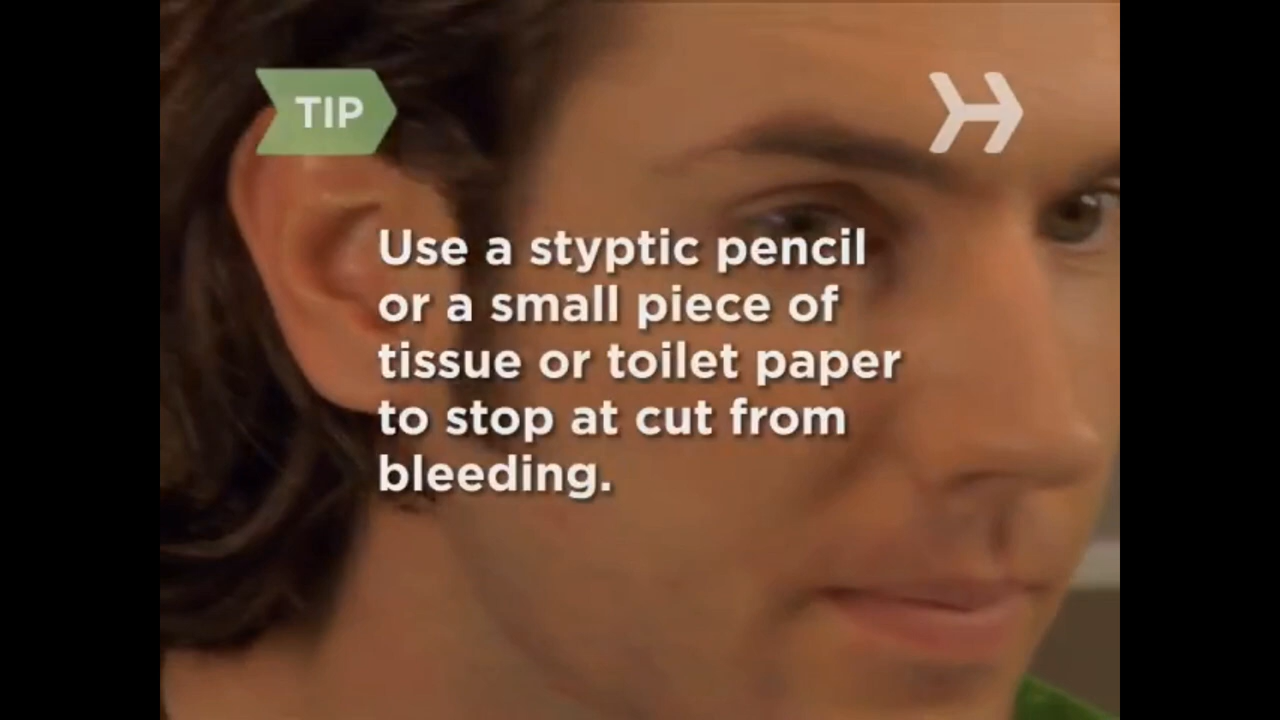 TIP
Use a styptic pencil
or a small piece of
tissue or toilet paper
to stop at cut from
bleeding.